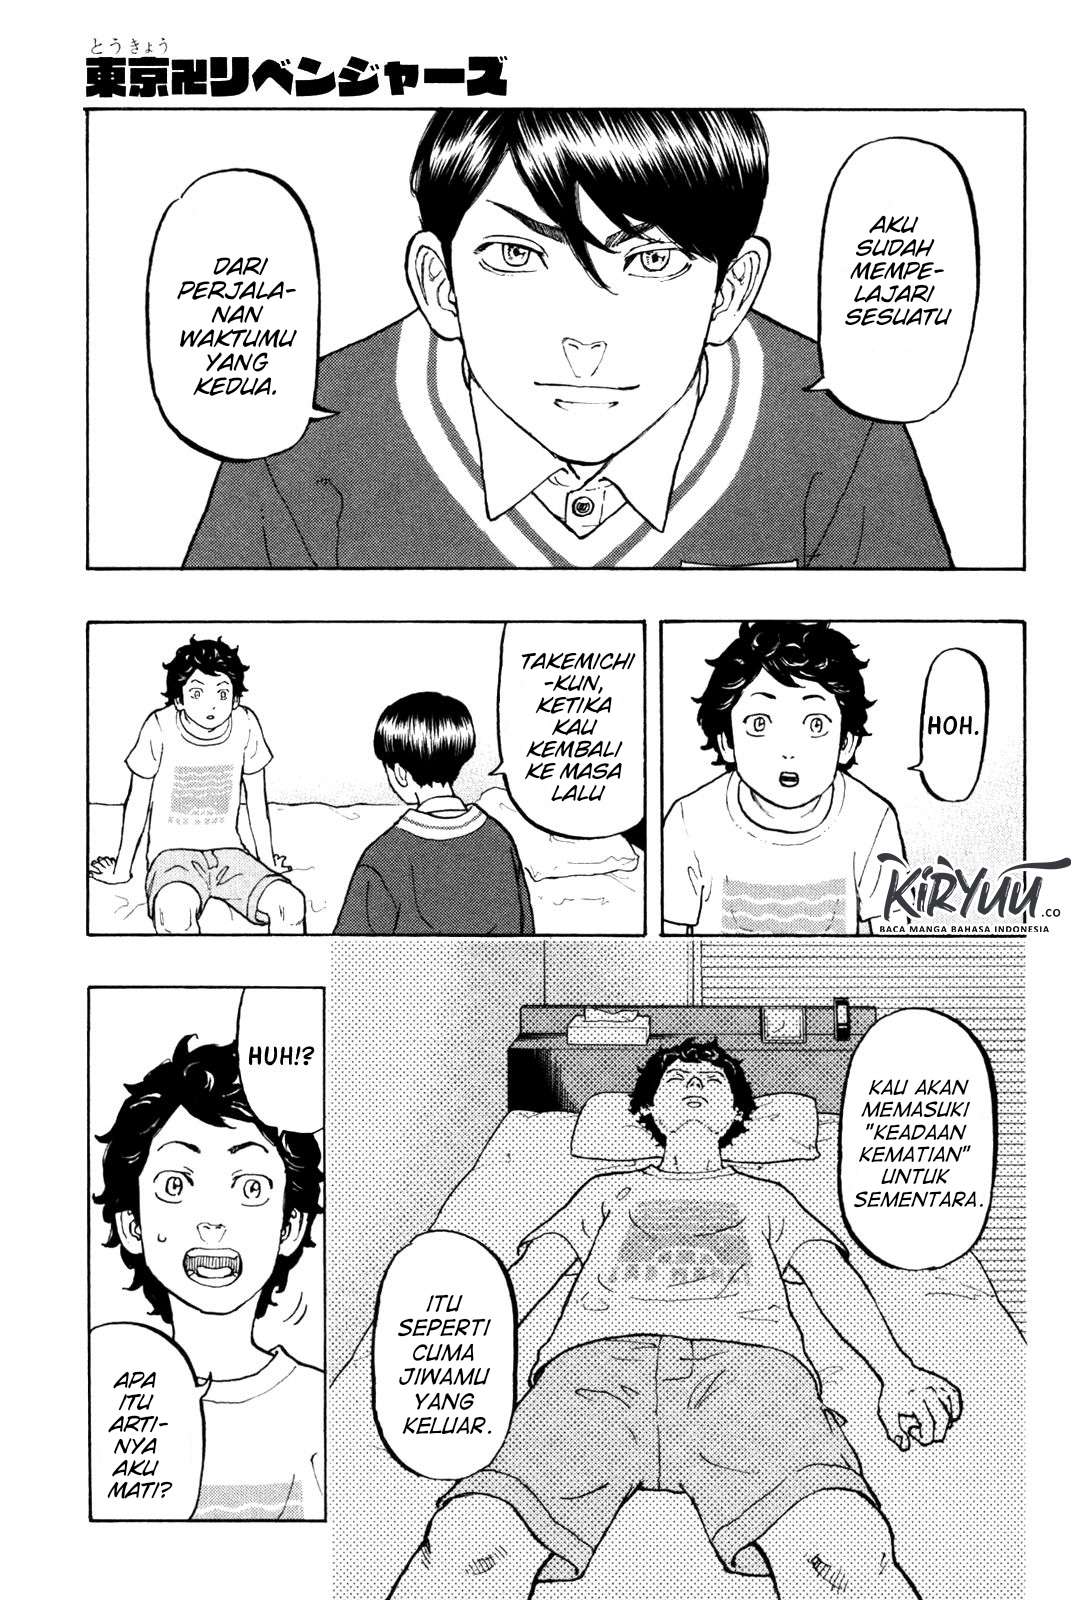 とうきょう
東京卍リベンジャーズ
AKU
SUDAH
MEMPE-
LAJARI
SESUATU
DARI
PERJALA-
NAN
WAKTUMU
YANG
KEDUA.
HOH.
TAKEMICHI
-KUN,
KETIKA
KAU
KEMBALI
KE MASA
LALU
KiRYUU.CO
BACA MANGA BAHASA INDONESIA
KAU AKAN
MEMASUKI
"KEADAAN
KEMATIAN"
UNTUK
SEMENTARA.
ITU
SEPERTI
CUMA
JIWAMU
YANG
KELUAR.
HUH!?
APA
ITU
ARTI-
NYA
AKU
MATI?